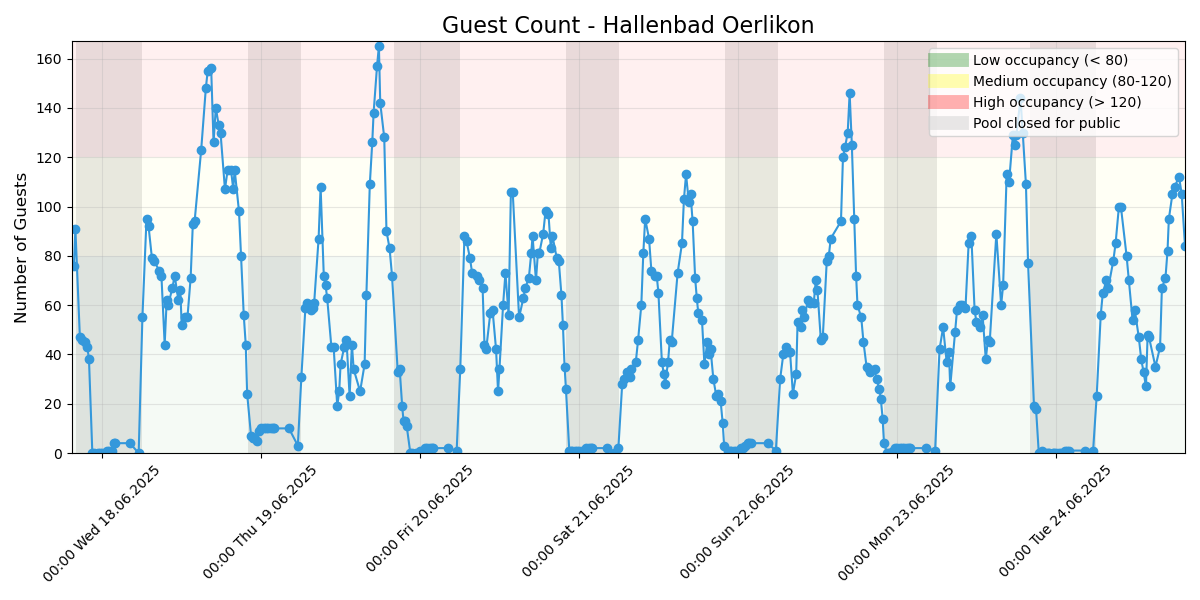 Guest Count - Hallenbad Oerlikon
Number of Guests
160
140
120
100
80
60
40
20
0
Low occupancy (< 80)
Medium occupancy (80-120)
High occupancy (> 120)
Pool closed for public
00:00 Wed 18.06.2025
00:00 Thu 19.06.2025
00:00 Fri 20.06.2025
00:00 Sat 21.06.2025
00:00 Sun 22.06.2025
00:00 Mon 23.06.2025
00:00 Tue 24.06.2025